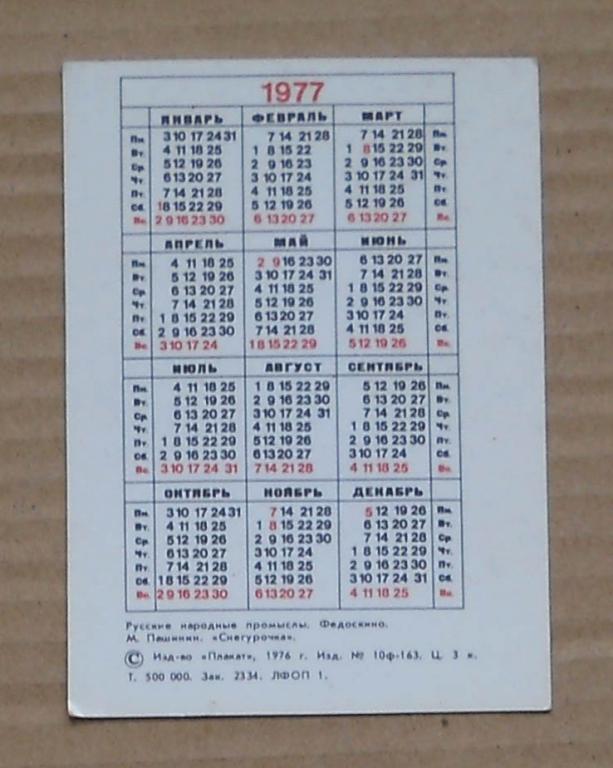 1977
ЯНВАРЬ ФЕВРАЛЬ МАРТ
Пн. 3 10 17 24 31 7 14 21 28 7 14 21 28 Пн.
Вт. 4 11 18 25 1 8 15 22 1 8 15 22 29 Вт.
Ср. 5 12 19 26 2 9 16 23 2 9 16 23 30 Ср.
Чт. 6 13 20 27 3 10 17 24 3 10 17 24 31 Чт.
Пт. 7 14 21 28 4 11 18 25 4 11 18 25 Пт.
Сб. 1 8 15 22 29 5 12 19 26 5 12 19 26 Сб.
Вс. 2 9 16 23 30 6 13 20 27 6 13 20 27 Вс.
АПРЕЛЬ МАЙ ИЮНЬ
Пн. 4 11 18 25 2 9 16 23 30 6 13 20 27 Пн.
Вт. 5 12 19 26 3 10 17 24 31 7 14 21 28 Вт.
Ср. 6 13 20 27 4 11 18 25 1 8 15 22 29 Ср.
Чт. 7 14 21 28 5 12 19 26 2 9 16 23 30 Чт.
Пт. 1 8 15 22 29 6 13 20 27 3 10 17 24 Пт.
Сб. 2 9 16 23 30 7 14 21 28 4 11 18 25 Сб.
Вс. 3 10 17 24 1 8 15 22 29 5 12 19 26 Вс.
ИЮЛЬ АВГУСТ СЕНТЯБРЬ
Пн. 4 11 18 25 1 8 15 22 29 5 12 19 26 Пн.
Вт. 5 12 19 26 2 9 16 23 30 6 13 20 27 Вт.
Ср. 6 13 20 27 3 10 17 24 31 7 14 21 28 Ср.
Чт. 7 14 21 28 4 11 18 25 1 8 15 22 29 Чт.
Пт. 1 8 15 22 29 5 12 19 26 2 9 16 23 30 Пт.
Сб. 2 9 16 23 30 6 13 20 27 3 10 17 24 Сб.
Вс. 3 10 17 24 31 7 14 21 28 4 11 18 25 Вс.
ОКТЯБРЬ НОЯБРЬ ДЕКАБРЬ
Пн. 3 10 17 24 31 7 14 21 28 5 12 19 26 Пн.
Вт. 4 11 18 25 1 8 15 22 29 6 13 20 27 Вт.
Ср. 5 12 19 26 2 9 16 23 30 7 14 21 28 Ср.
Чт. 6 13 20 27 3 10 17 24 1 8 15 22 29 Чт.
Пт. 7 14 21 28 4 11 18 25 2 9 16 23 30 Пт.
Сб. 1 8 15 22 29 5 12 19 26 3 10 17 24 31 Сб.
Вс. 2 9 16 23 30 6 13 20 27 4 11 18 25 Вс.
Русские народные промыслы. Федоскино.
М. Пашинин. «Снегурочка».
© Изд-во «Плакат», 1976 г. Изд. № 10ф-163. Ц. 3 к.
Т. 500 000. Зак. 2334. ЛФОП 1.